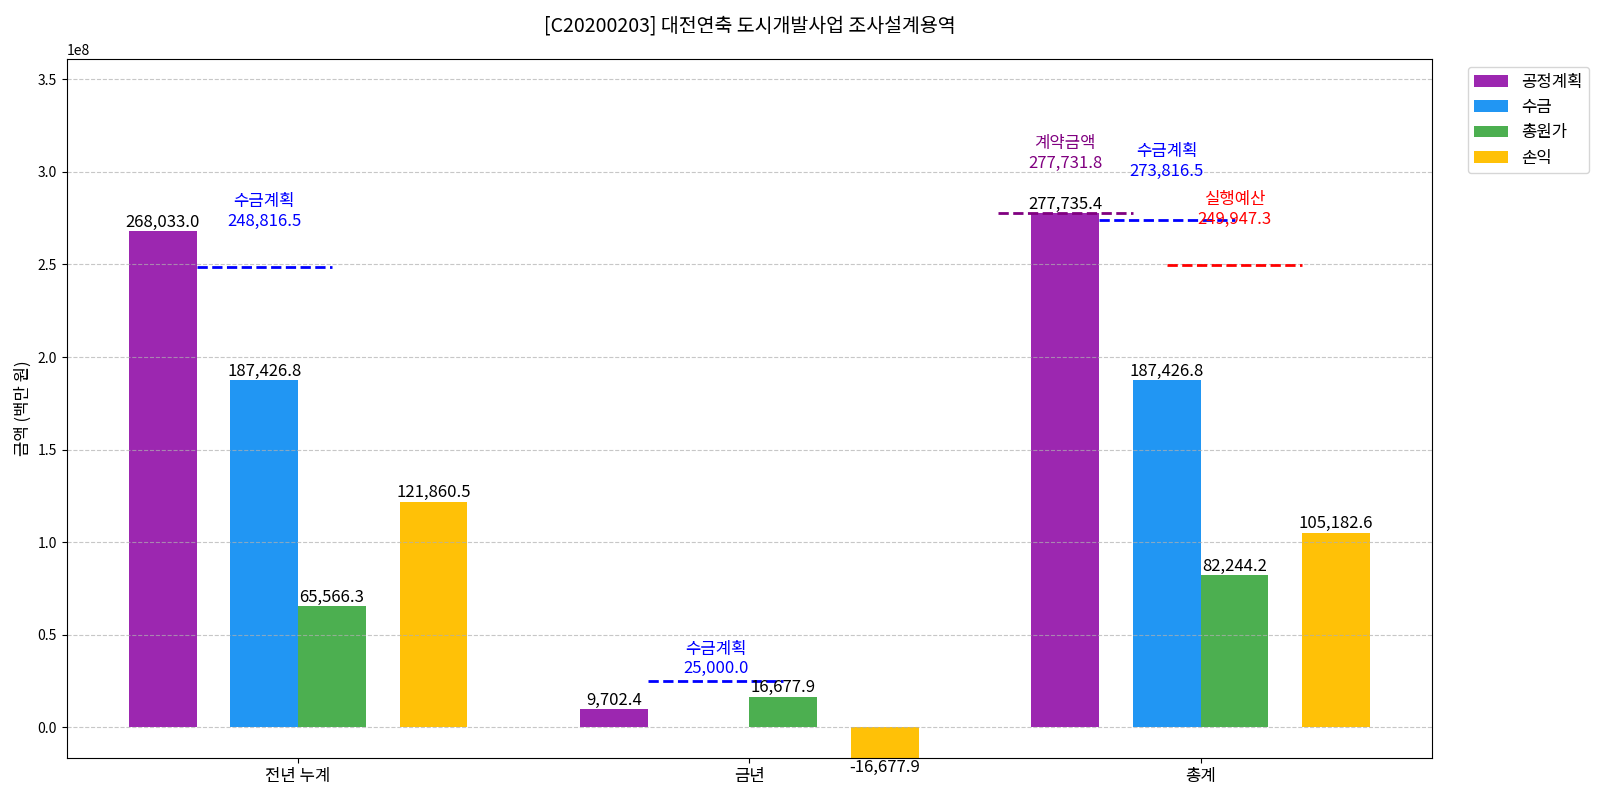 [C20200203] 대전연축 도시개발사업 조사설계용역
1e8
금액 (백만 원)
3.5
3.0
2.5
2.0
1.5
1.0
0.5
0.0
268,033.0
수금계획
248,816.5
187,426.8
65,566.3
121,860.5
9,702.4
수금계획
25,000.0
16,677.9
-16,677.9
계약금액
277,731.8
277,735.4
수금계획
273,816.5
실행예산
249,947.3
187,426.8
82,244.2
105,182.6
전년 누계
금년
총계
공정계획
수금
총원가
손익